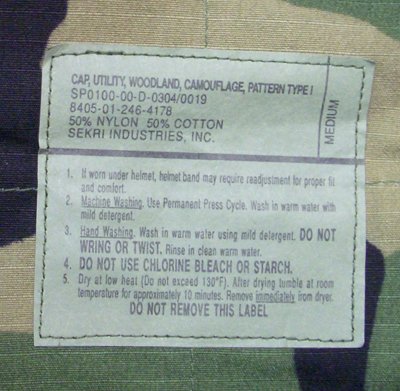 CAP, UTILITY, WOODLAND, CAMOUFLAGE, PATTERN TYPE I
SP0100-00-D-0304/0019
8405-01-246-4178
50% NYLON 50% COTTON
SEKRI INDUSTRIES, INC.
MEDIUM
1. If worn under helmet, helmet band may require readjustment for proper fit
and comfort.
2. Machine Washing. Use Permanent Press Cycle. Wash in warm water with
mild detergent.
3. Hand Washing. Wash in warm water using mild detergent. DO NOT
WRING OR TWIST. Rinse in clean warm water.
4. DO NOT USE CHLORINE BLEACH OR STARCH.
5. Dry at low heat (Do not exceed 130°F). After drying tumble at room
temperature for approximately 10 minutes. Remove immediately from dryer.
DO NOT REMOVE THIS LABEL